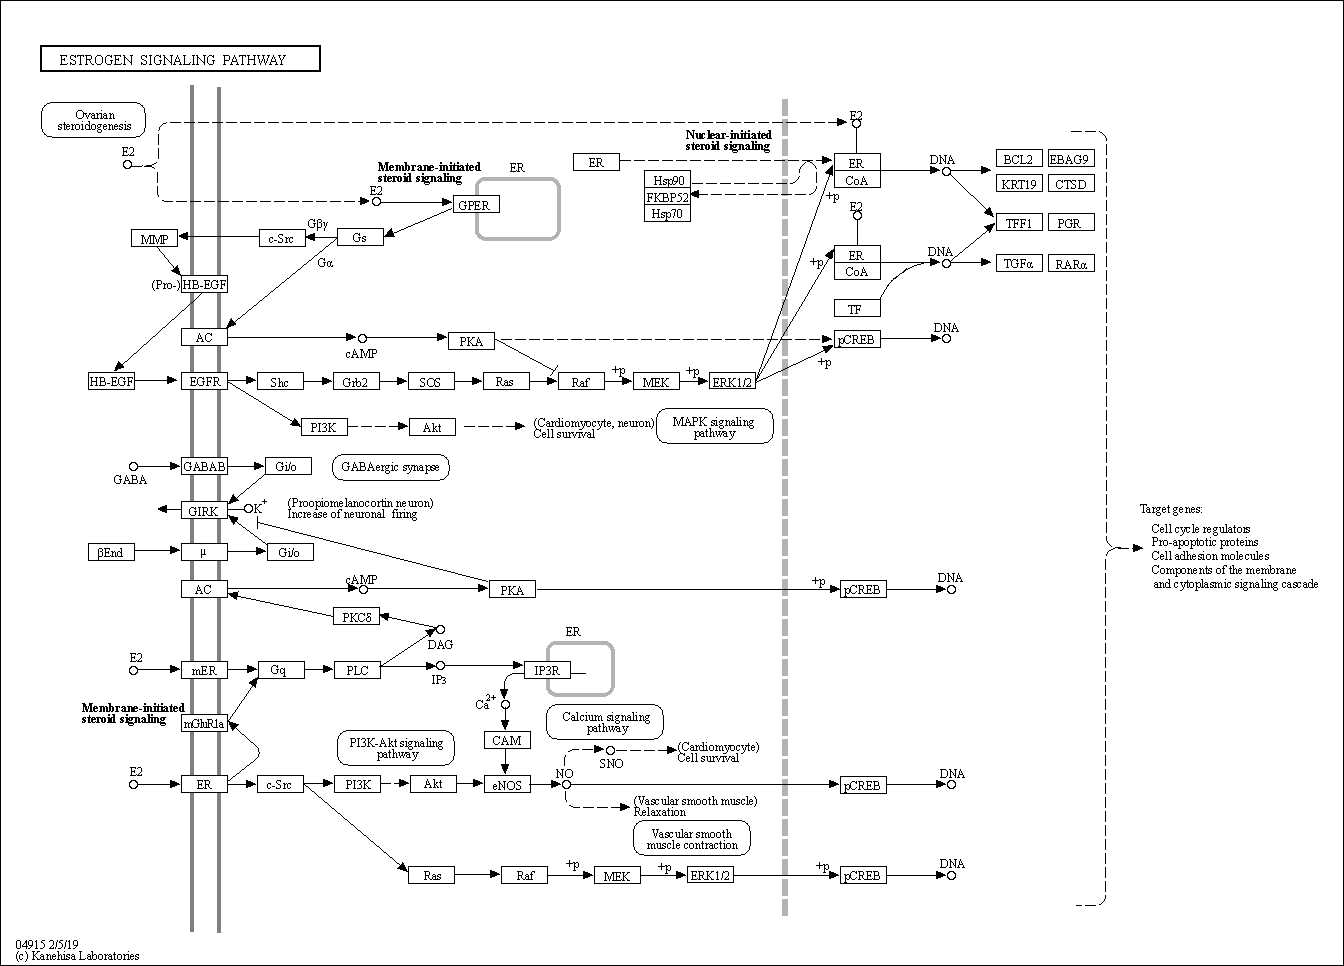 ESTROGEN SIGNALING PATHWAY
Ovarian
steroidogenesis
E2
E2
Nuclear-initiated
steroid signaling
Membrane-initiated
steroid signaling
ER
ER
ER
CoA
DNA
BCL2
EBAG9
Hsp90
FKBP52
Hsp70
KRT19
CTSD
E2
GPER
+p
E2
Gβγ
MMP
c-Src
Gs
TFF1
PGR
Gα
+p
ER
CoA
DNA
TGFα
RARα
(Pro-)
HB-EGF
TF
AC
cAMP
PKA
pCREB
DNA
+p
HB-EGF
EGFR
Shc
Grb2
SOS
Ras
Raf
+p
MEK
+p
ERK1/2
PI3K
Akt
(Cardiomyocyte, neuron)
Cell survival
MAPK signaling
pathway
GABA
GABAB
Gi/o
GABAergic synapse
GIRK
K+
(Propiomelanocortin neuron)
Increase of neuronal firing
Target genes:
Cell cycle regulators
Pro-apoptotic proteins
Cell adhesion molecules
Components of the membrane
and cytoplasmic signaling cascade
βEnd
μ
Gi/o
AC
cAMP
PKA
+p
pCREB
DNA
PKCδ
DAG
ER
E2
mER
Gq
PLC
IP3
IP3R
Ca2+
Membrane-initiated
steroid signaling
mGluR1a
CAM
Calcium signaling
pathway
PI3K-Akt signaling
pathway
(Cardiomyocyte)
Cell survival
SNO
E2
ER
c-Src
PI3K
Akt
eNOS
NO
pCREB
DNA
(Vascular smooth muscle)
Relaxation
Vascular smooth
muscle contraction
Ras
Raf
+p
MEK
+p
ERK1/2
+p
pCREB
DNA
04915 2/5/19
(c) Kanehisa Laboratories